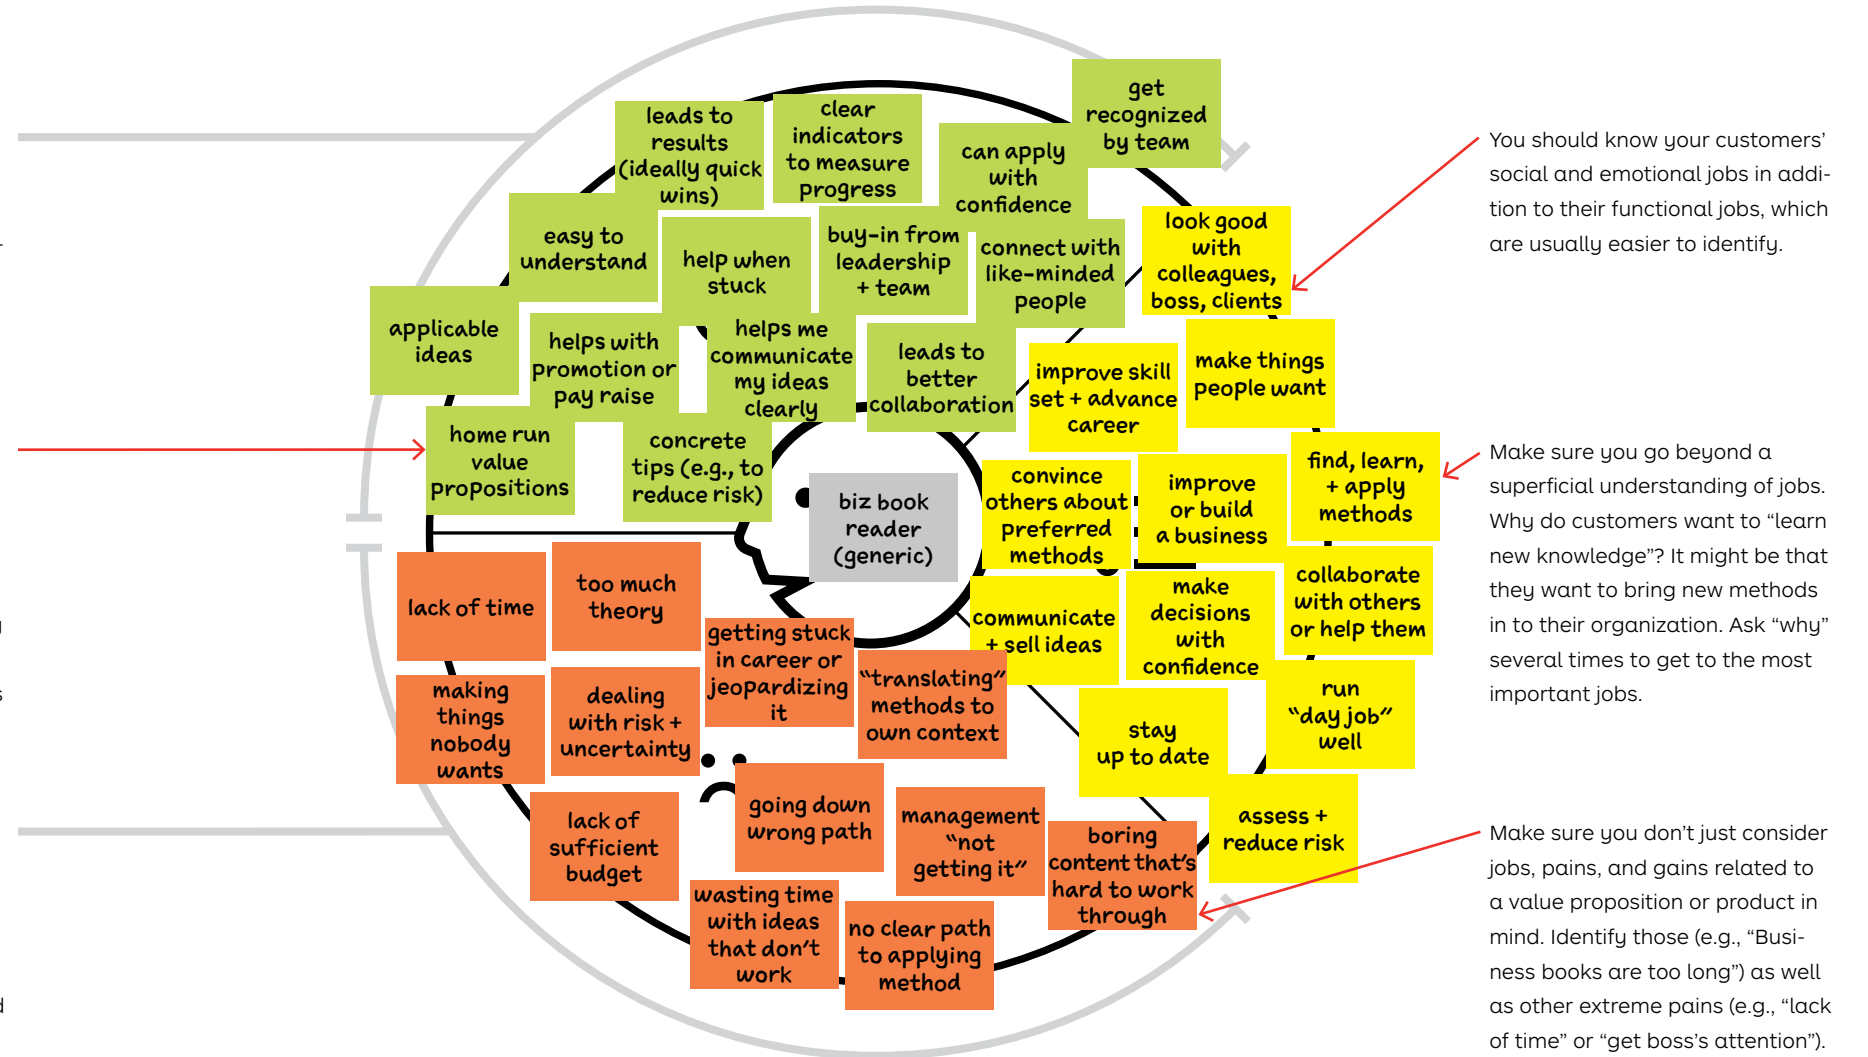 get
recognized
by team
leads to
results
(ideally quick
wins)
clear
indicators
to measure
progress
can apply
with
confidence
easy to
understand
help when
stuck
buy-in from
leadership
+ team
connect with
like-minded
people
applicable
ideas
helps with
promotion or
pay raise
helps me
communicate
my ideas
clearly
leads to
better
collaboration
home run
value
propositions
concrete
tips (e.g., to
reduce risk)
biz book
reader
(generic)
look good
with
colleagues,
boss, clients
improve skill
set + advance
career
make things
people want
convince
others about
preferred
methods
improve
or build
a business
find, learn,
+ apply
methods
communicate
+ sell ideas
make
decisions
with
confidence
collaborate
with others
or help them
stay
up to date
run
“day job”
well
assess +
reduce risk
lack of time
too much
theory
getting stuck
in career or
jeopardizing
it
“translating”
methods to
own context
making
things
nobody
wants
dealing
with risk +
uncertainty
lack of
sufficient
budget
going down
wrong path
management
“not
getting it”
boring
content that’s
hard to work
through
wasting time
with ideas
that don’t
work
no clear path
to applying
method
You should know your customers’
social and emotional jobs in addi-
tion to their functional jobs, which
are usually easier to identify.
Make sure you go beyond a
superficial understanding of jobs.
Why do customers want to “learn
new knowledge”? It might be that
they want to bring new methods
in to their organization. Ask “why”
several times to get to the most
important jobs.
Make sure you don’t just consider
jobs, pains, and gains related to
a value proposition or product in
mind. Identify those (e.g., “Busi-
ness books are too long”) as well
as other extreme pains (e.g., “lack
of time” or “get boss’s attention”).